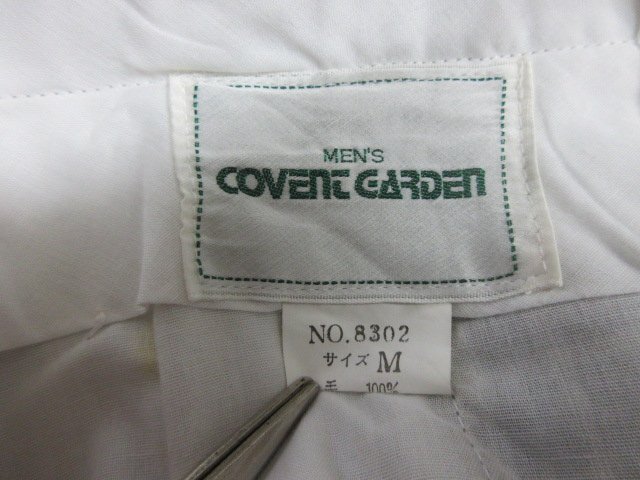 MEN'S
COVENT GARDEN
NO.8302
サイズ M
毛 100%